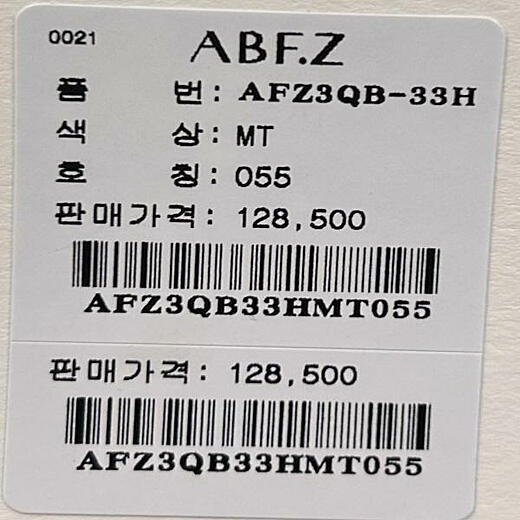 0021 ABF.Z
품 번: AFZ3QB-33H
색 상: MT
호 칭: 055
판매가격: 128,500
AFZ3QB33HMT055
판매가격: 128,500
AFZ3QB33HMT055